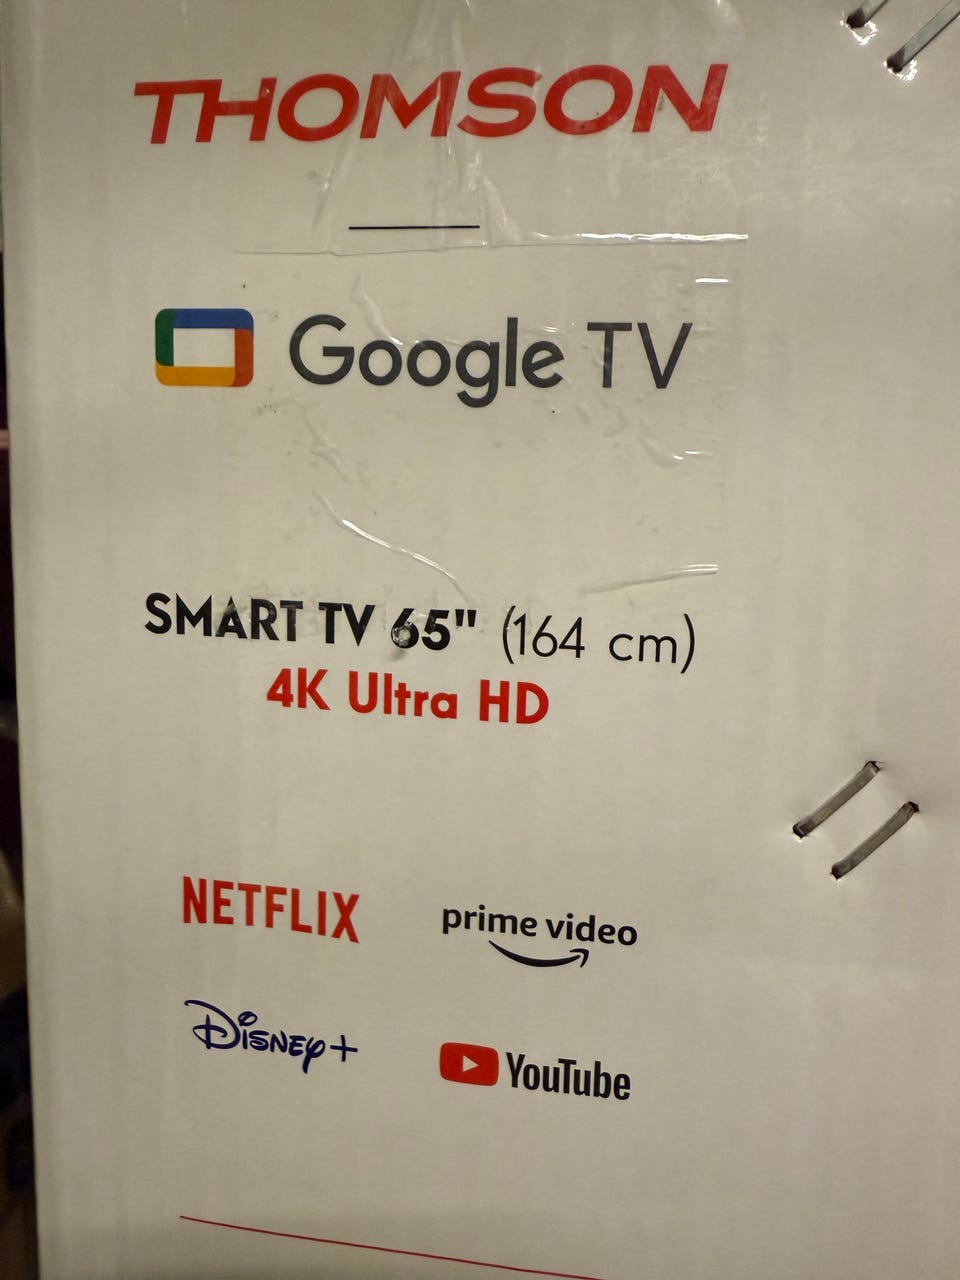 THOMSON
Google TV
SMART TV 65" (164 cm)
4K Ultra HD
NETFLIX prime video
DISNEY+ YouTube